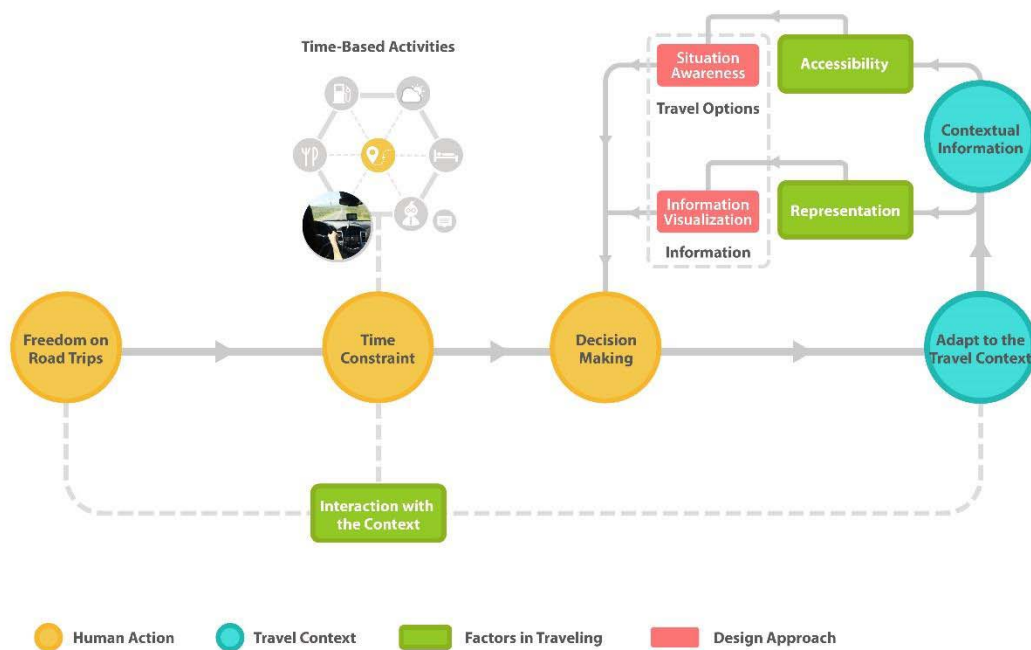 Time-Based Activities
Situation
Awareness
Accessibility
Travel Options
Contextual
Information
Information
Visualization
Representation
Information
Freedom on
Road Trips
Time
Constraint
Decision
Making
Adapt to the
Travel Context
Interaction with
the Context
Human Action
Travel Context
Factors in Traveling
Design Approach